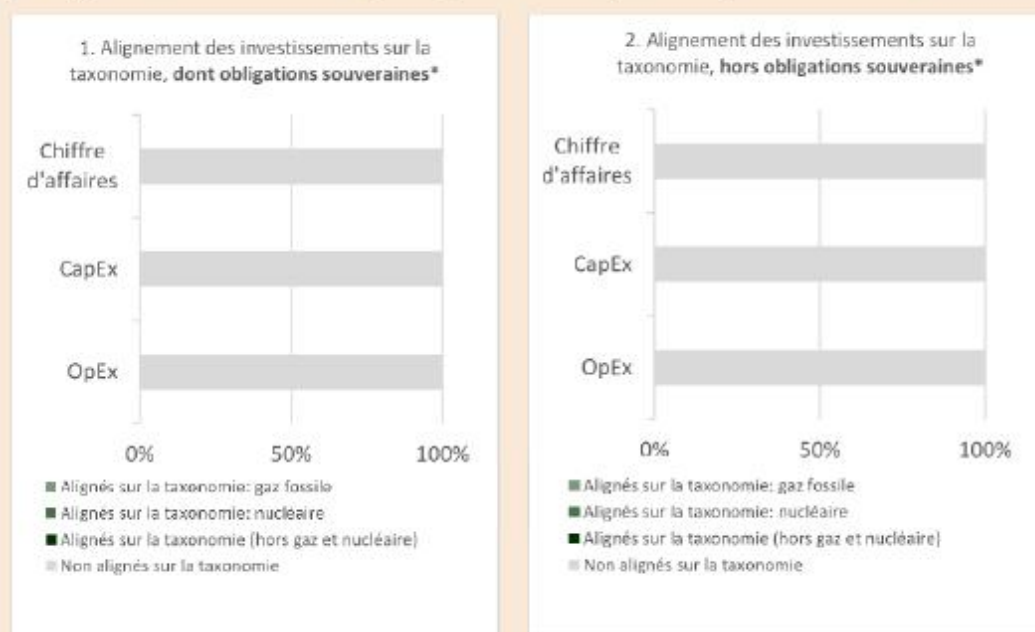 1. Alignement des investissements sur la
taxonomie, dont obligations souveraines*
Chiffre
d'affaires
CapEx
OpEx
0% 50% 100%
Alignés sur la taxonomie: gaz fossile
Alignés sur la taxonomie: nucléaire
Alignés sur la taxonomie (hors gaz et nucléaire)
Non alignés sur la taxonomie
2. Alignement des investissements sur la
taxonomie, hors obligations souveraines*
Chiffre
d'affaires
CapEx
OpEx
0% 50% 100%
Alignés sur la taxonomie: gaz fossile
Alignés sur la taxonomie: nucléaire
Alignés sur la taxonomie (hors gaz et nucléaire)
Non alignés sur la taxonomie